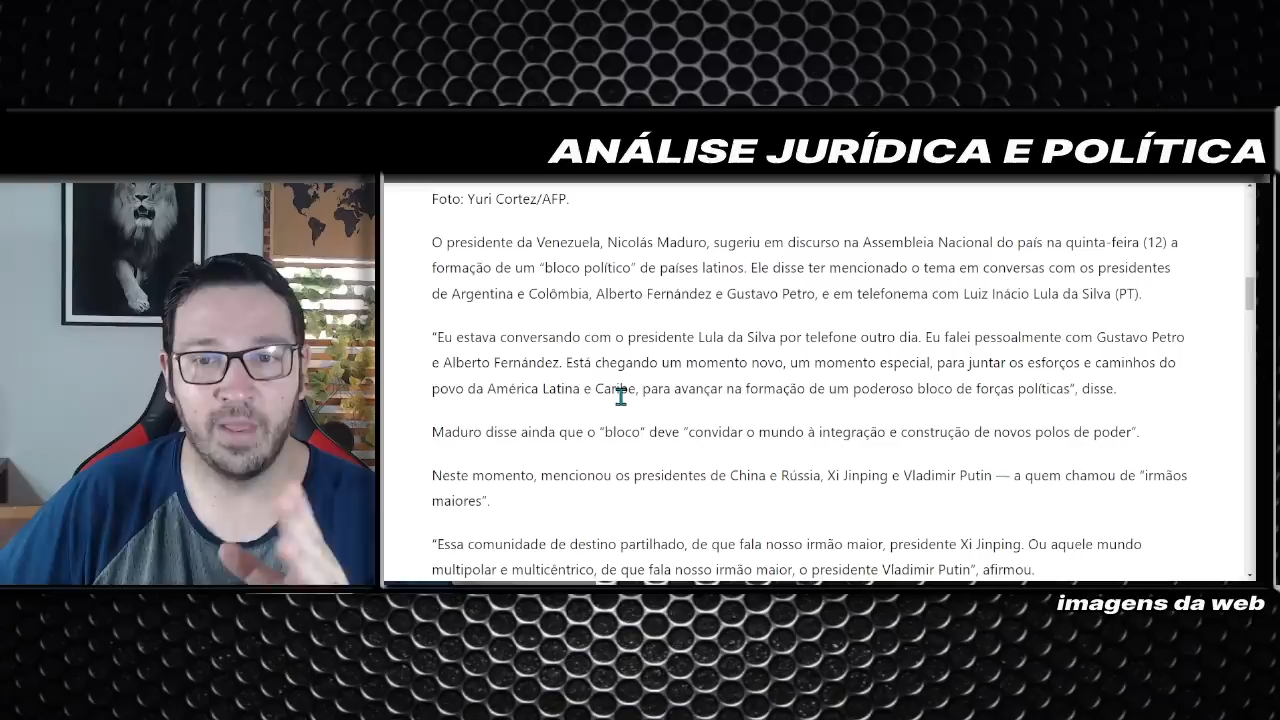 ANÁLISE JURÍDICA E POLÍTICA
Foto: Yuri Cortez/AFP.
O presidente da Venezuela, Nicolás Maduro, sugeriu em discurso na Assembleia Nacional do país na quinta-feira (12) a
formação de um “bloco político” de países latinos. Ele disse ter mencionado o tema em conversas com os presidentes
de Argentina e Colômbia, Alberto Fernández e Gustavo Petro, e em telefonema com Luiz Inácio Lula da Silva (PT).
“Eu estava conversando com o presidente Lula da Silva por telefone outro dia. Eu falei pessoalmente com Gustavo Petro
e Alberto Fernández. Está chegando um momento novo, um momento especial, para juntar os esforços e caminhos do
povo da América Latina e Caribe, para avançar na formação de um poderoso bloco de forças políticas”, disse.
Maduro disse ainda que o “bloco” deve “convidar o mundo à integração e construção de novos polos de poder”.
Neste momento, mencionou os presidentes de China e Rússia, Xi Jinping e Vladimir Putin — a quem chamou de “irmãos
maiores”.
“Essa comunidade de destino partilhado, de que fala nosso irmão maior, presidente Xi Jinping. Ou aquele mundo
multipolar e multicêntrico, de que fala nosso irmão maior, o presidente Vladimir Putin”, afirmou.
imagens da web